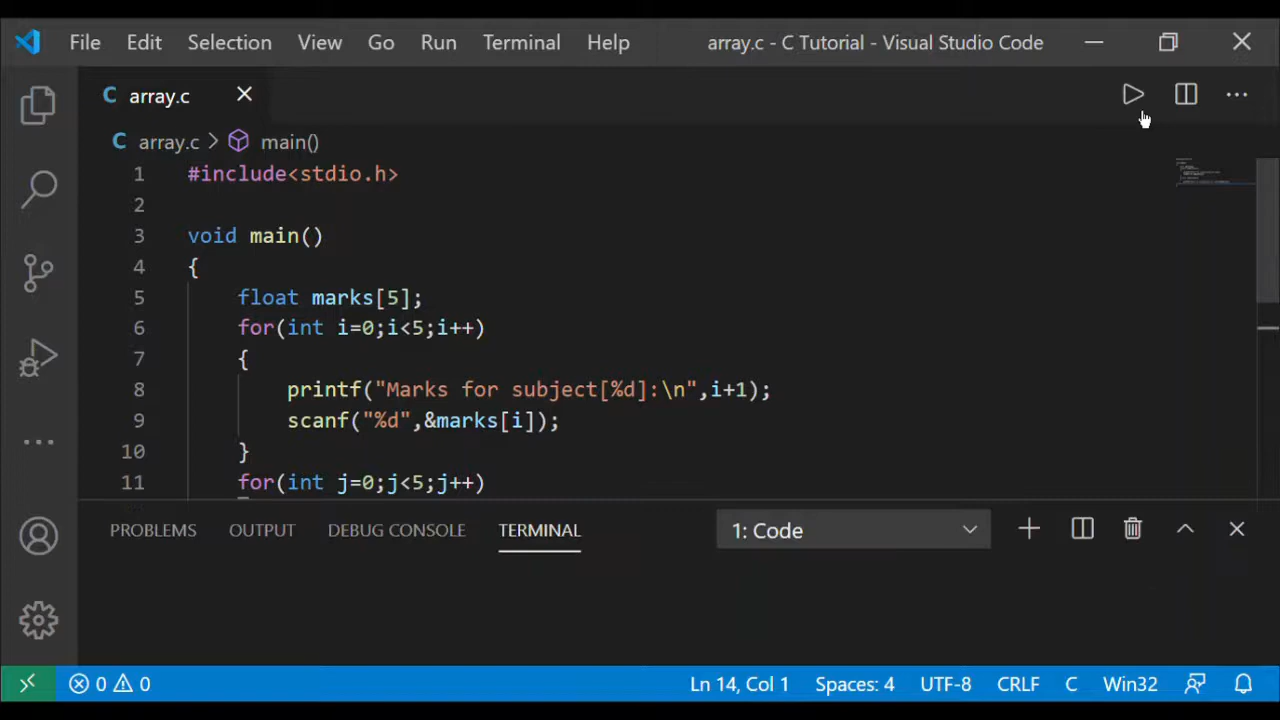 File Edit Selection View Go Run Terminal Help array.c - C Tutorial - Visual Studio Code
C array.c
C array.c > main()
1 #include<stdio.h>
2
3 void main()
4 {
5 float marks[5];
6 for(int i=0;i<5;i++)
7 {
8 printf("Marks for subject[%d]:\n",i+1);
9 scanf("%d",&marks[i]);
10 }
11 for(int j=0;j<5;j++)
PROBLEMS OUTPUT DEBUG CONSOLE TERMINAL 1: Code
0 0 Ln 14, Col 1 Spaces: 4 UTF-8 CRLF C Win32